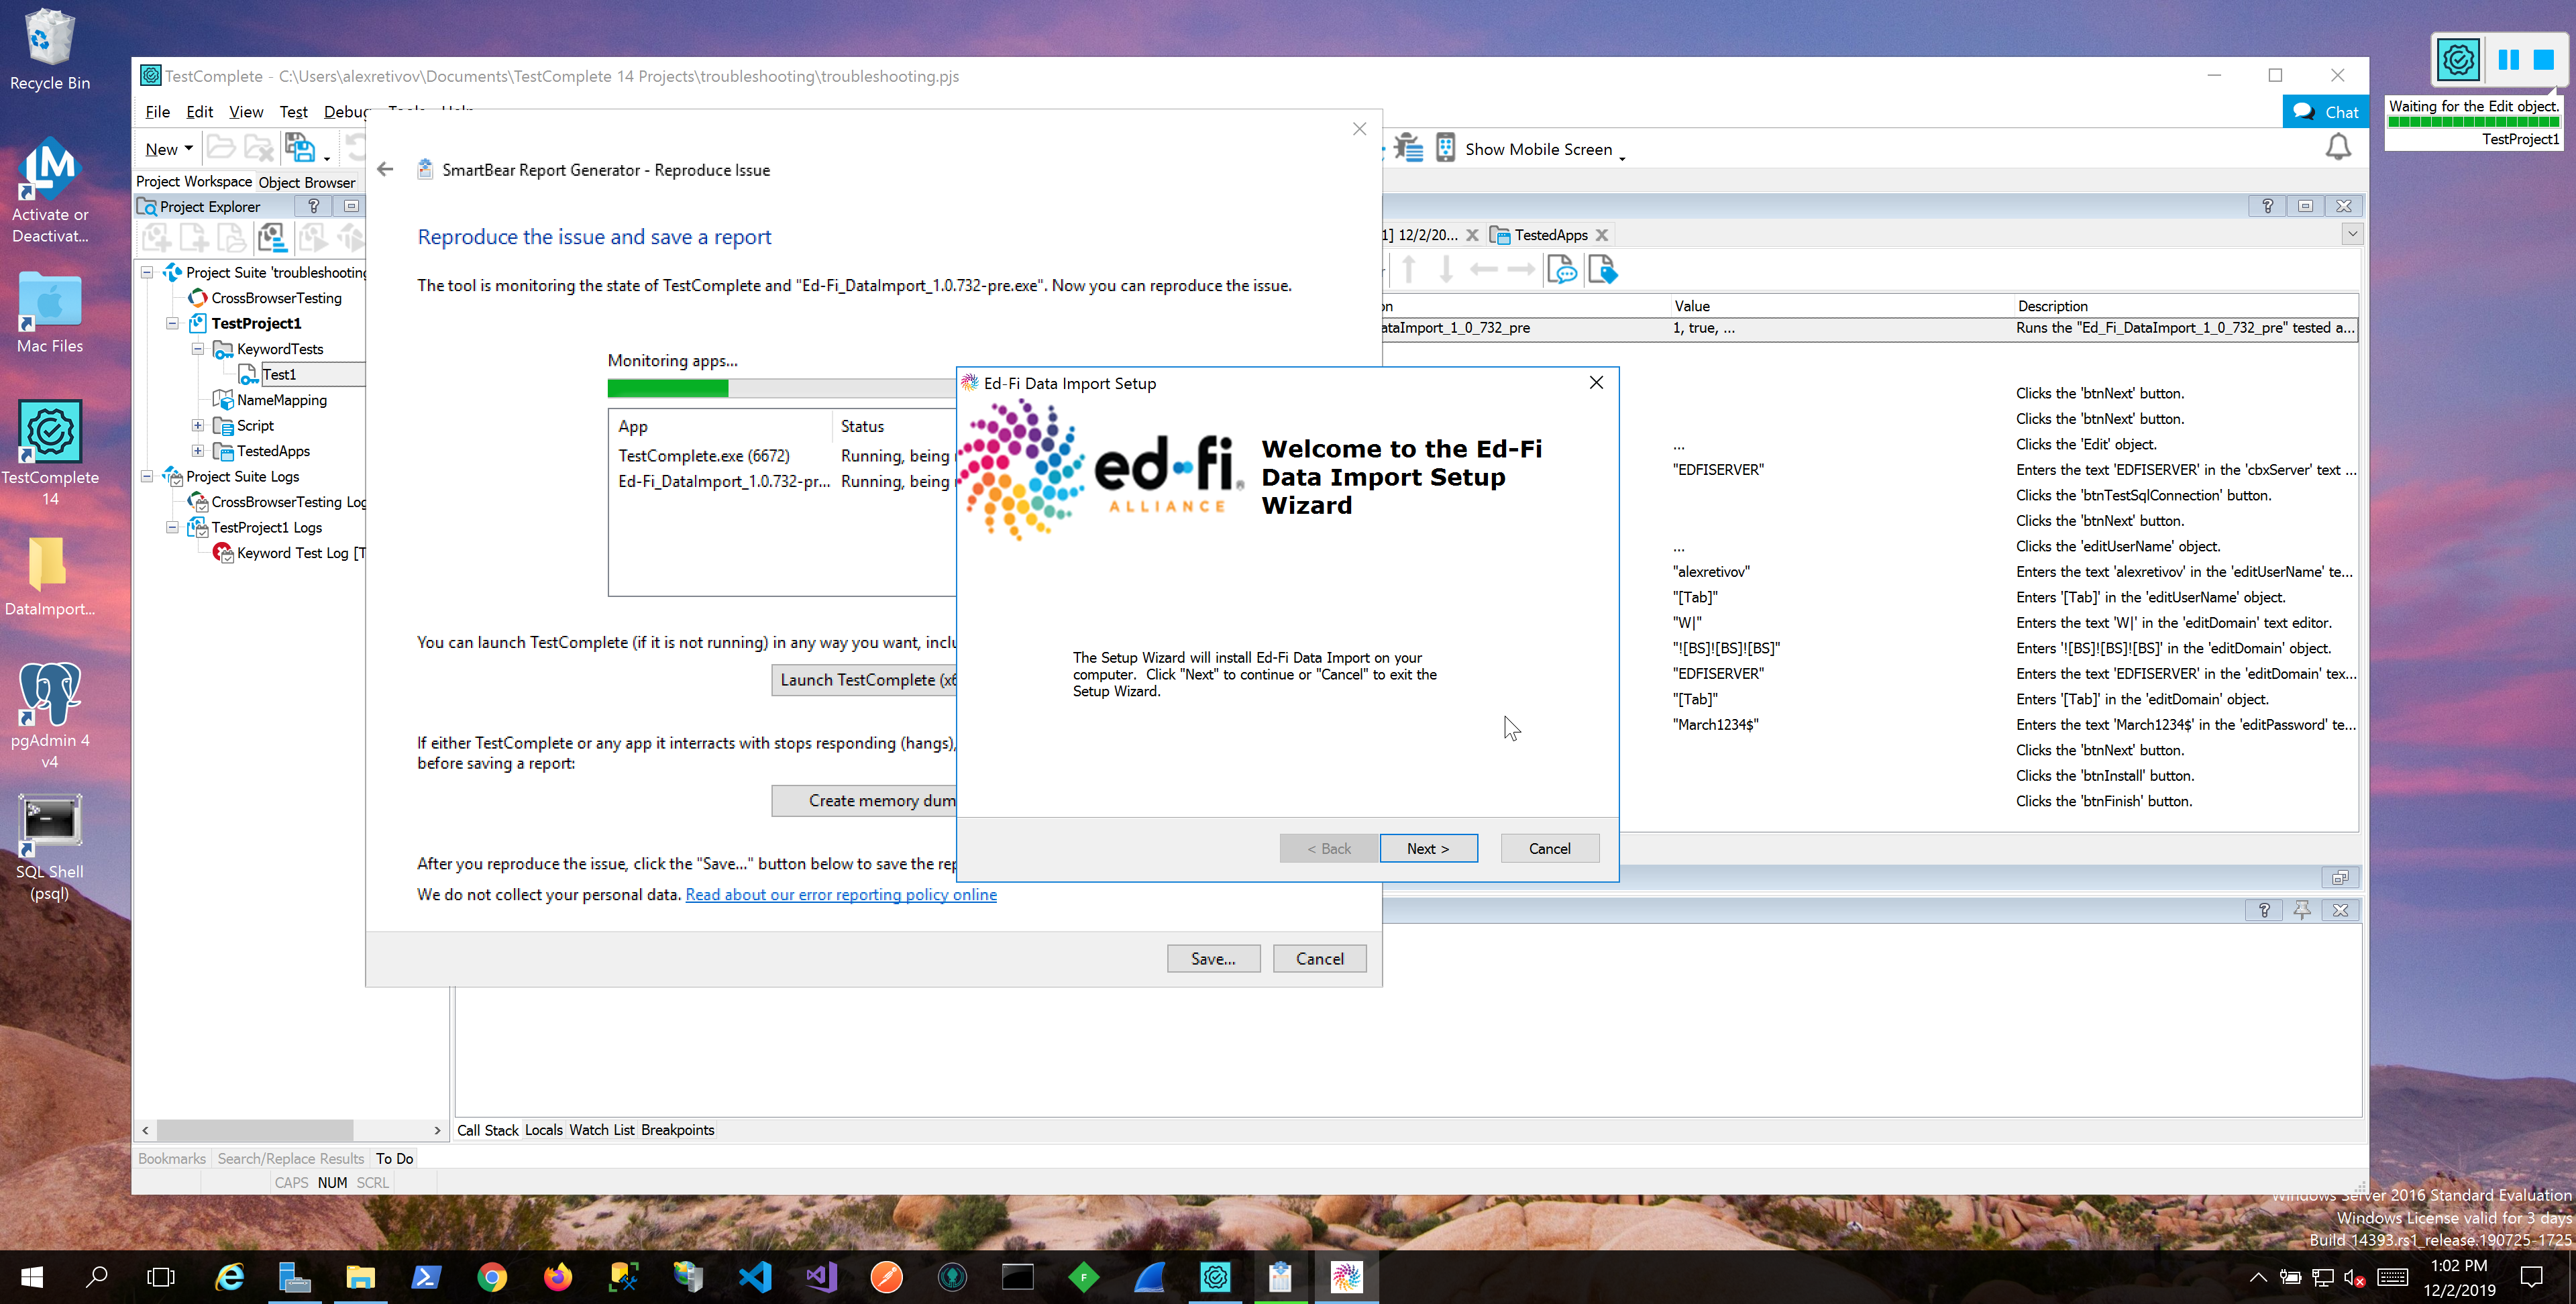 Recycle Bin
Activate or
Deactivat...
Mac Files
TestComplete
14
DataImport...
pgAdmin 4
v4
SQL Shell
(psql)
TestComplete - C:\Users\alexretivov\Documents\TestComplete 14 Projects\troubleshooting\troubleshooting.pjs
File Edit View Test Debug
Chat
New
Show Mobile Screen
Project Workspace Object Browser
Project Explorer
Project Suite 'troubleshooting
CrossBrowserTesting
TestProject1
KeywordTests
Test1
NameMapping
Script
TestedApps
Project Suite Logs
CrossBrowserTesting Log
TestProject1 Logs
Keyword Test Log [T
SmartBear Report Generator - Reproduce Issue
Reproduce the issue and save a report
The tool is monitoring the state of TestComplete and "Ed-Fi_DataImport_1.0.732-pre.exe". Now you can reproduce the issue.
Monitoring apps...
App Status
TestComplete.exe (6672) Running, being
Ed-Fi_DataImport_1.0.732-pr... Running, being
You can launch TestComplete (if it is not running) in any way you want, inclu
Launch TestComplete (x6
If either TestComplete or any app it interracts with stops responding (hangs),
before saving a report:
Create memory dum
After you reproduce the issue, click the "Save..." button below to save the rep
We do not collect your personal data. Read about our error reporting policy online
Save... Cancel
Ed-Fi Data Import Setup
ed-fi
ALLIANCE
Welcome to the Ed-Fi
Data Import Setup
Wizard
The Setup Wizard will install Ed-Fi Data Import on your
computer. Click "Next" to continue or "Cancel" to exit the
Setup Wizard.
< Back Next > Cancel
1] 12/2/20... TestedApps
on Value Description
ataImport_1_0_732_pre 1, true, ... Runs the "Ed_Fi_DataImport_1_0_732_pre" tested a...
Clicks the 'btnNext' button.
Clicks the 'btnNext' button.
... Clicks the 'Edit' object.
"EDFISERVER" Enters the text 'EDFISERVER' in the 'cbxServer' text ...
Clicks the 'btnTestSqlConnection' button.
Clicks the 'btnNext' button.
... Clicks the 'editUserName' object.
"alexretivov" Enters the text 'alexretivov' in the 'editUserName' te...
"[Tab]" Enters '[Tab]' in the 'editUserName' object.
"W|" Enters the text 'W|' in the 'editDomain' text editor.
"![BS]![BS]![BS]" Enters '![BS]![BS]![BS]' in the 'editDomain' object.
"EDFISERVER" Enters the text 'EDFISERVER' in the 'editDomain' tex...
"[Tab]" Enters '[Tab]' in the 'editDomain' object.
"March1234$" Enters the text 'March1234$' in the 'editPassword' te...
Clicks the 'btnNext' button.
Clicks the 'btnInstall' button.
Clicks the 'btnFinish' button.
Call Stack Locals Watch List Breakpoints
Bookmarks Search/Replace Results To Do
CAPS NUM SCRL
Waiting for the Edit object.
TestProject1
Windows Server 2016 Standard Evaluation
Windows License valid for 3 days
Build 14393.rs1_release.190725-1725
1:02 PM
12/2/2019